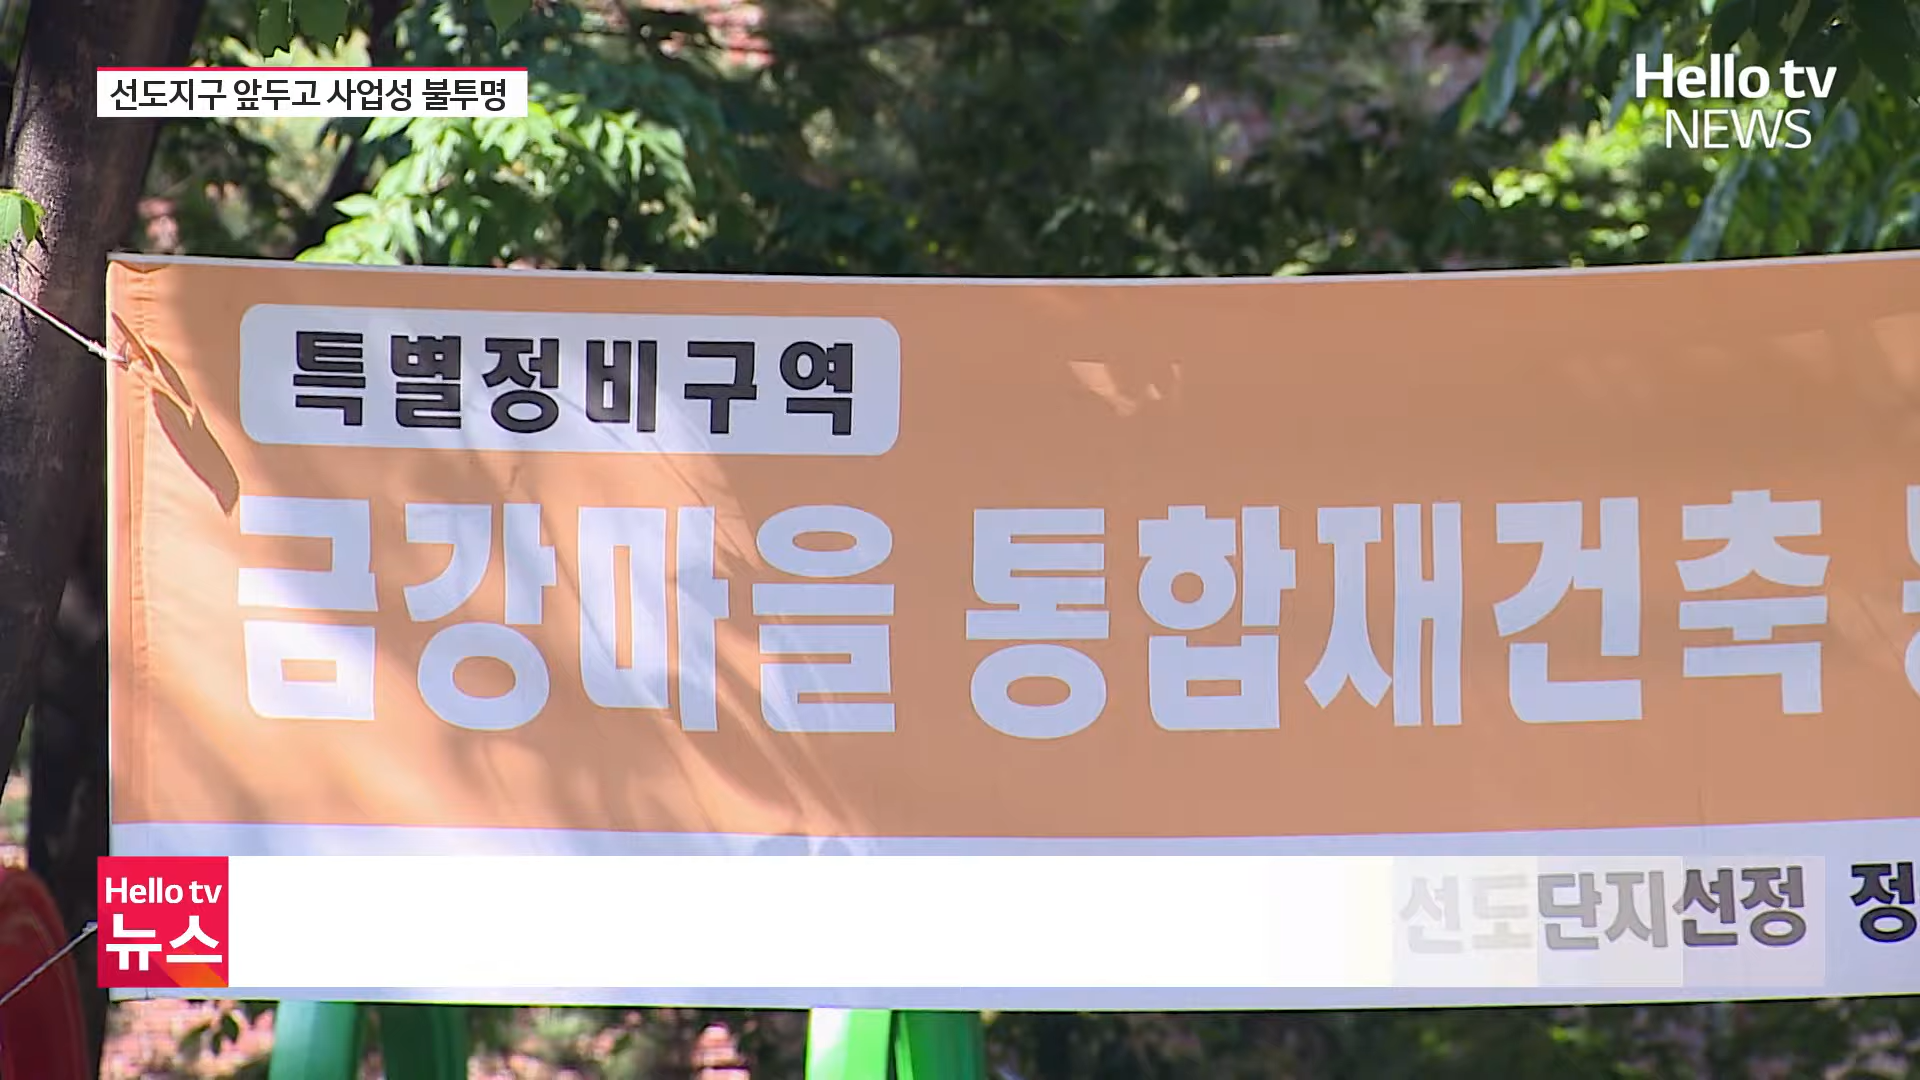 선도지구 앞두고 사업성 불투명
Hello tv
NEWS
특별정비구역
금강마을 통합재건축
선도단지선정 정
Hello tv
뉴스